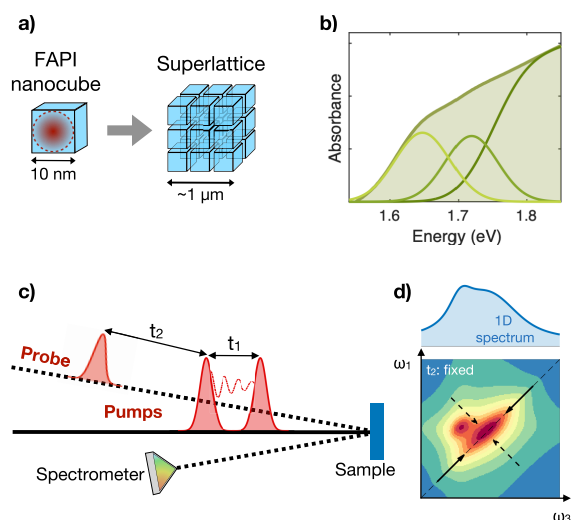 a)
FAPI
nanocube
10 nm
Superlattice
~1 µm
b)
Absorbance
1.6
1.7
1.8
Energy (eV)
c)
t2
t1
Probe
Pumps
Spectrometer
Sample
d)
1D
spectrum
ω1
t2: fixed
ω3